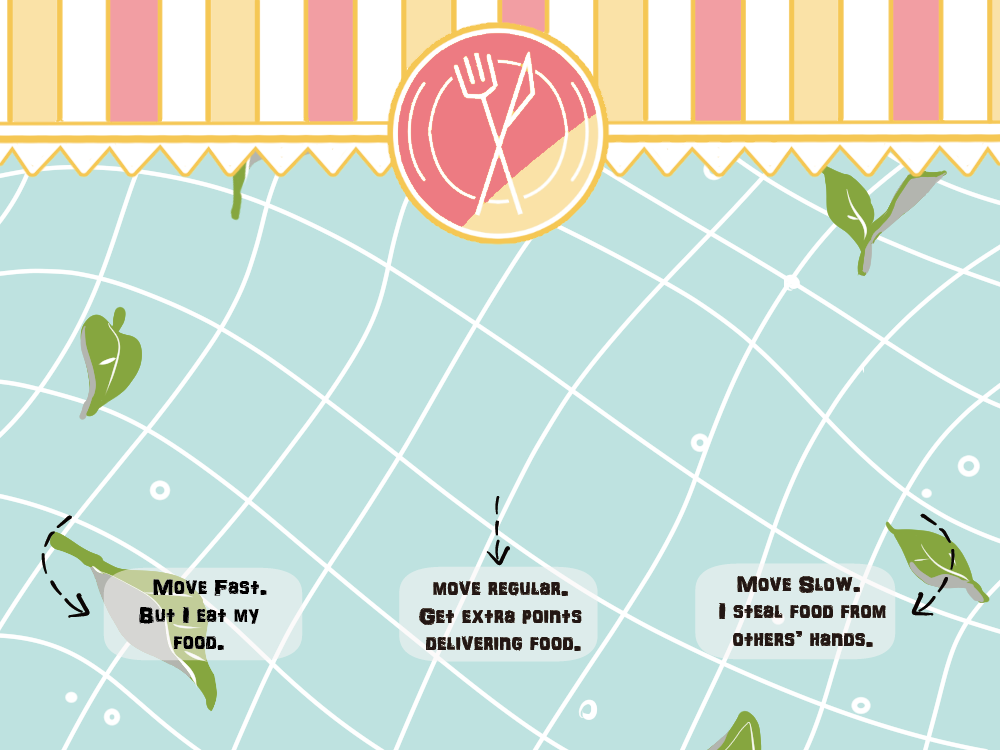 Move Fast.
But I eat my
food.
move regular.
Get extra points
delivering food.
Move Slow.
I steal food from
others' hands.